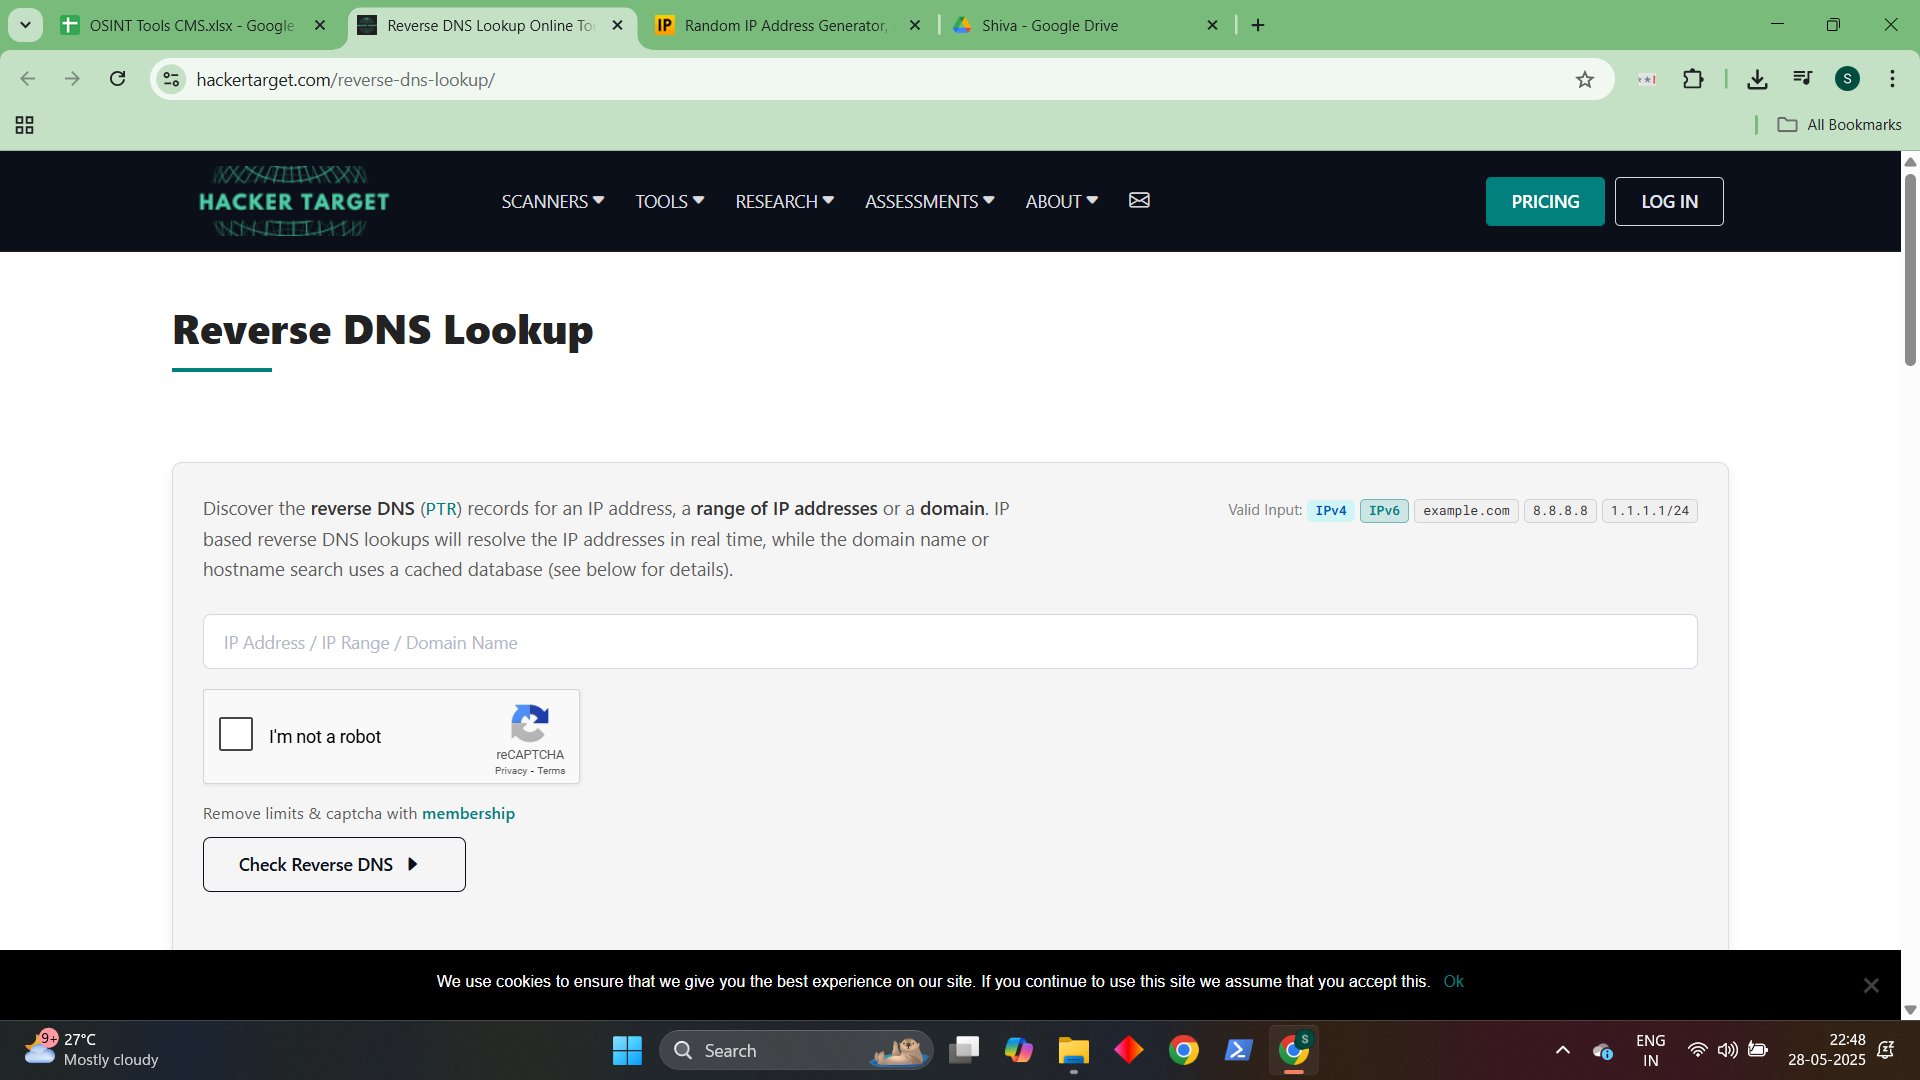 OSINT Tools CMS.xlsx - Google
Reverse DNS Lookup Online Too
IP
Random IP Address Generator,
Shiva - Google Drive
hackertarget.com/reverse-dns-lookup/
S
All Bookmarks
HACKER TARGET
SCANNERS
TOOLS
RESEARCH
ASSESSMENTS
ABOUT
PRICING
LOG IN
Reverse DNS Lookup
Discover the reverse DNS (PTR) records for an IP address, a range of IP addresses or a domain. IP
based reverse DNS lookups will resolve the IP addresses in real time, while the domain name or
hostname search uses a cached database (see below for details).
Valid Input: IPv4 IPv6 example.com 8.8.8.8 1.1.1.1/24
IP Address / IP Range / Domain Name
I'm not a robot
reCAPTCHA
Privacy - Terms
Remove limits & captcha with membership
Check Reverse DNS
We use cookies to ensure that we give you the best experience on our site. If you continue to use this site we assume that you accept this. Ok
9+
27°C
Mostly cloudy
Search
S
ENG
IN
22:48
28-05-2025